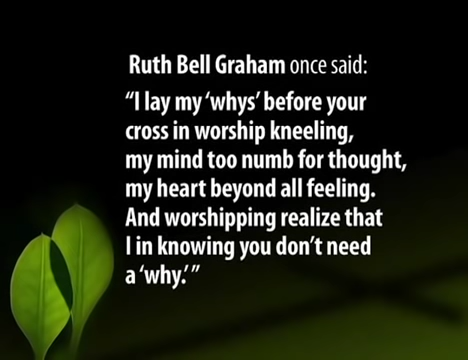 Ruth Bell Graham once said:
“I lay my ‘whys’ before your
cross in worship kneeling,
my mind too numb for thought,
my heart beyond all feeling.
And worshipping realize that
I in knowing you don’t need
a ‘why.’ ”